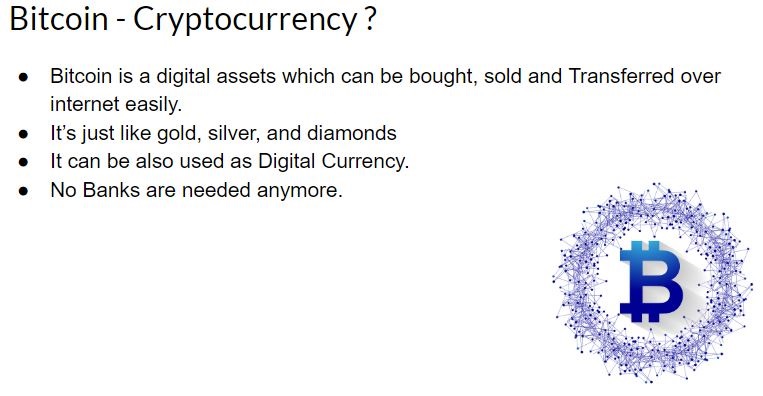 Bitcoin - Cryptocurrency ?
● Bitcoin is a digital assets which can be bought, sold and Transferred over
internet easily.
● It's just like gold, silver, and diamonds
● It can be also used as Digital Currency.
● No Banks are needed anymore.